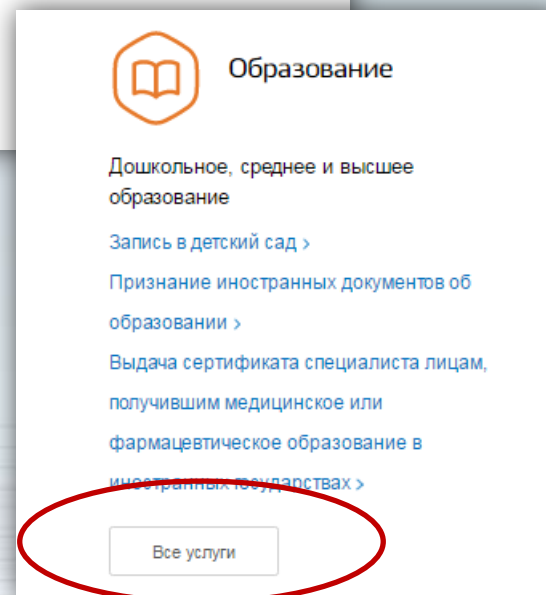 Образование
Дошкольное, среднее и высшее
образование
Запись в детский сад >
Признание иностранных документов об
образовании >
Выдача сертификата специалиста лицам,
получившим медицинское или
фармацевтическое образование в
иностранных государствах >
Все услуги